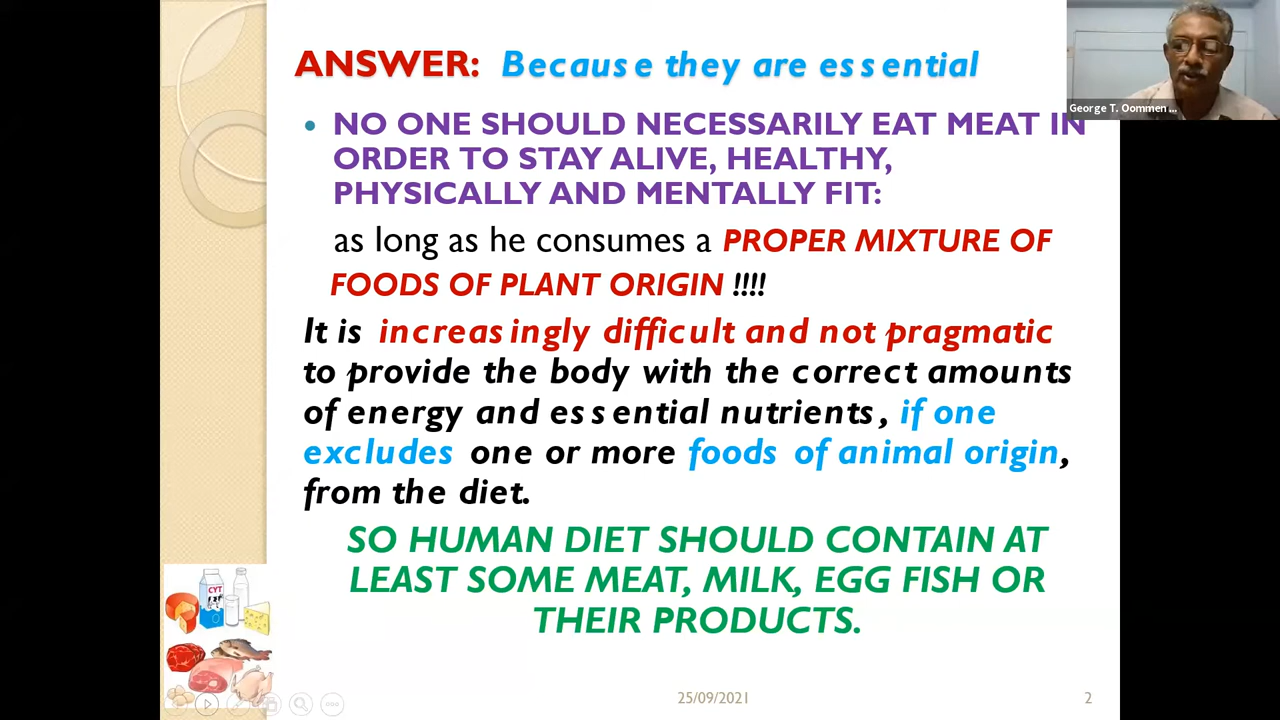 ANSWER: Because they are essential
George T. Oommen ...
NO ONE SHOULD NECESSARILY EAT MEAT IN
ORDER TO STAY ALIVE, HEALTHY,
PHYSICALLY AND MENTALLY FIT:
as long as he consumes a PROPER MIXTURE OF
FOODS OF PLANT ORIGIN !!!!
It is increasingly difficult and not pragmatic
to provide the body with the correct amounts
of energy and essential nutrients, if one
excludes one or more foods of animal origin,
from the diet.
SO HUMAN DIET SHOULD CONTAIN AT
LEAST SOME MEAT, MILK, EGG FISH OR
THEIR PRODUCTS.
CYT
25/09/2021
2